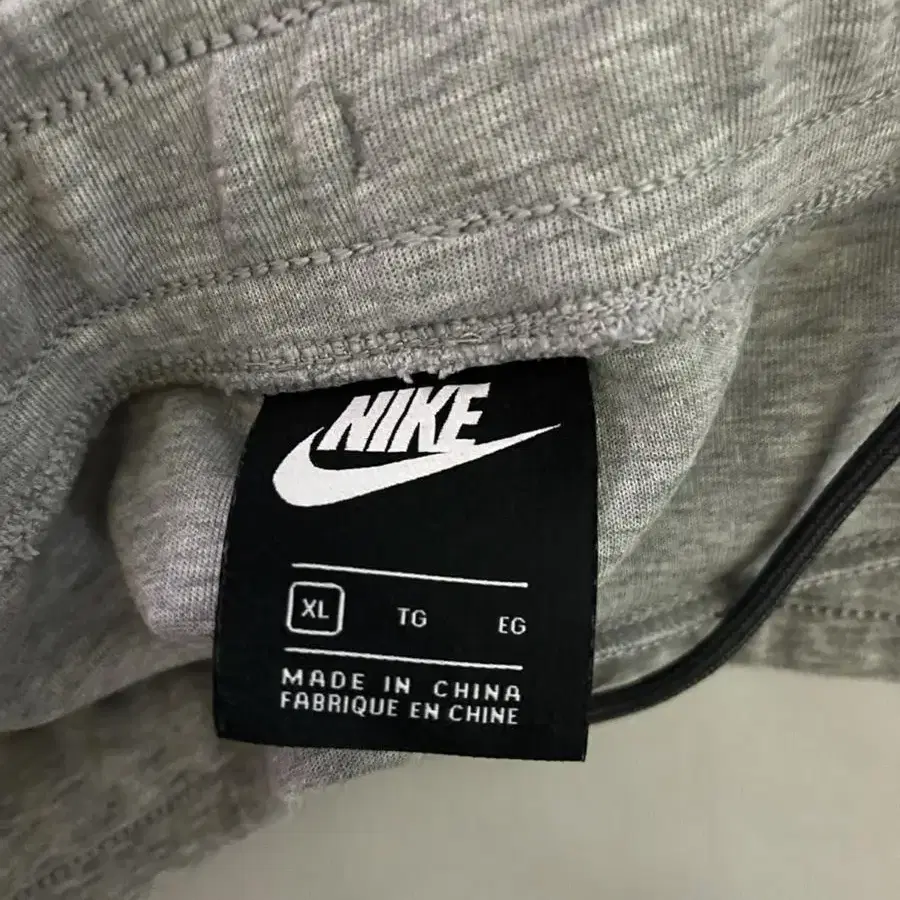 NIKE
XL TG EG
MADE IN CHINA
FABRIQUE EN CHINE